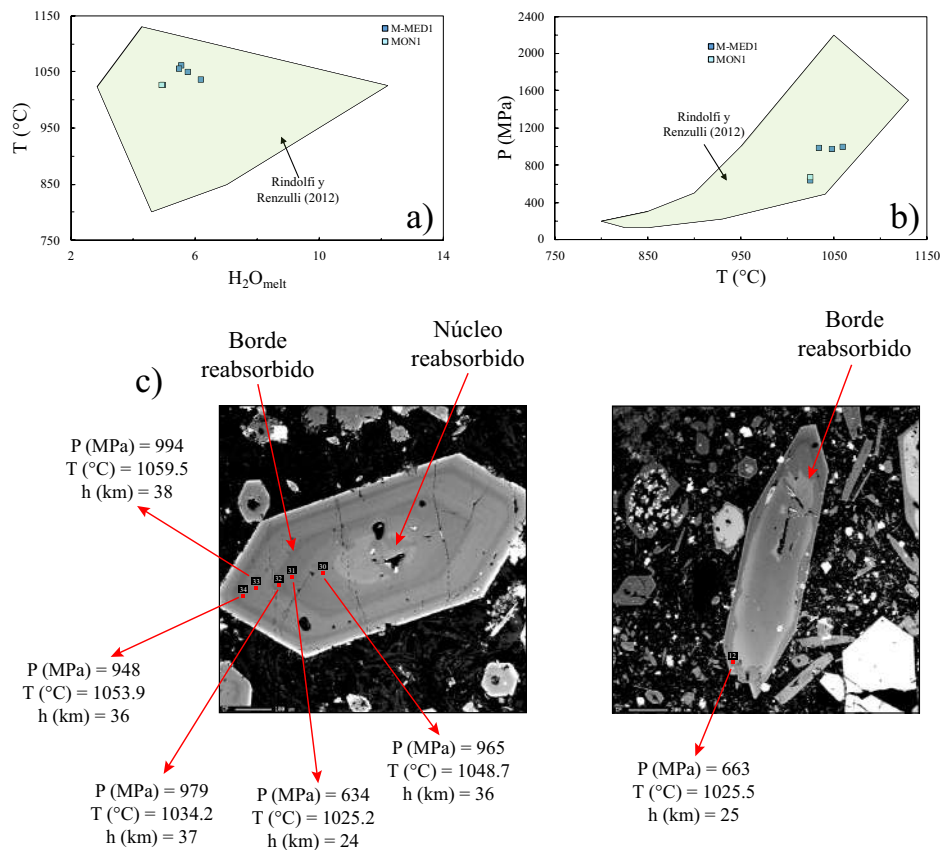 a)
1150
1050
950
850
750
T (°C)
2
6
10
14
H₂Omelt
M-MED1
MON1
Rindolfi y
Renzulli (2012)
b)
2400
2000
1600
1200
800
400
0
P (MPa)
750
850
950
1050
1150
T (°C)
M-MED1
MON1
Rindolfi y
Renzulli (2012)
c)
Borde
reabsorbido
Núcleo
reabsorbido
Borde
reabsorbido
P (MPa) = 994
T (°C) = 1059.5
h (km) = 38
34
33
32
31
30
100 µm
12
P (MPa) = 948
T (°C) = 1053.9
h (km) = 36
P (MPa) = 979
T (°C) = 1034.2
h (km) = 37
P (MPa) = 634
T (°C) = 1025.2
h (km) = 24
P (MPa) = 965
T (°C) = 1048.7
h (km) = 36
P (MPa) = 663
T (°C) = 1025.5
h (km) = 25